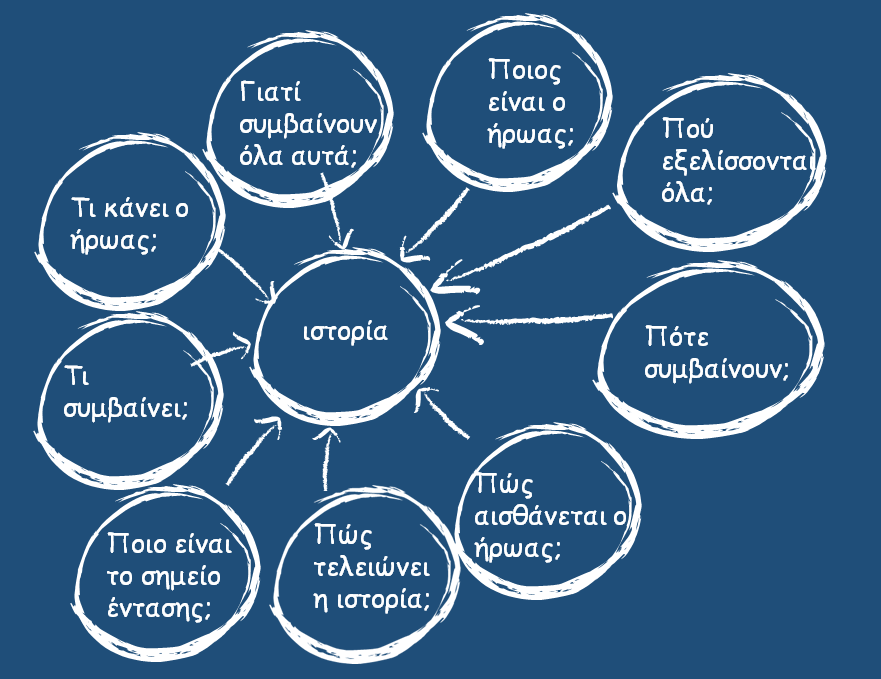 Γιατί
συμβαίνουν
όλα αυτά;
Ποιος
είναι ο
ήρωας;
Πού
εξελίσσονται
όλα;
Τι κάνει ο
ήρωας;
ιστορία
Πότε
συμβαίνουν;
Τι
συμβαίνει;
Πώς
αισθάνεται ο
ήρωας;
Ποιο είναι
το σημείο
έντασης;
Πώς
τελειώνει
η ιστορία;